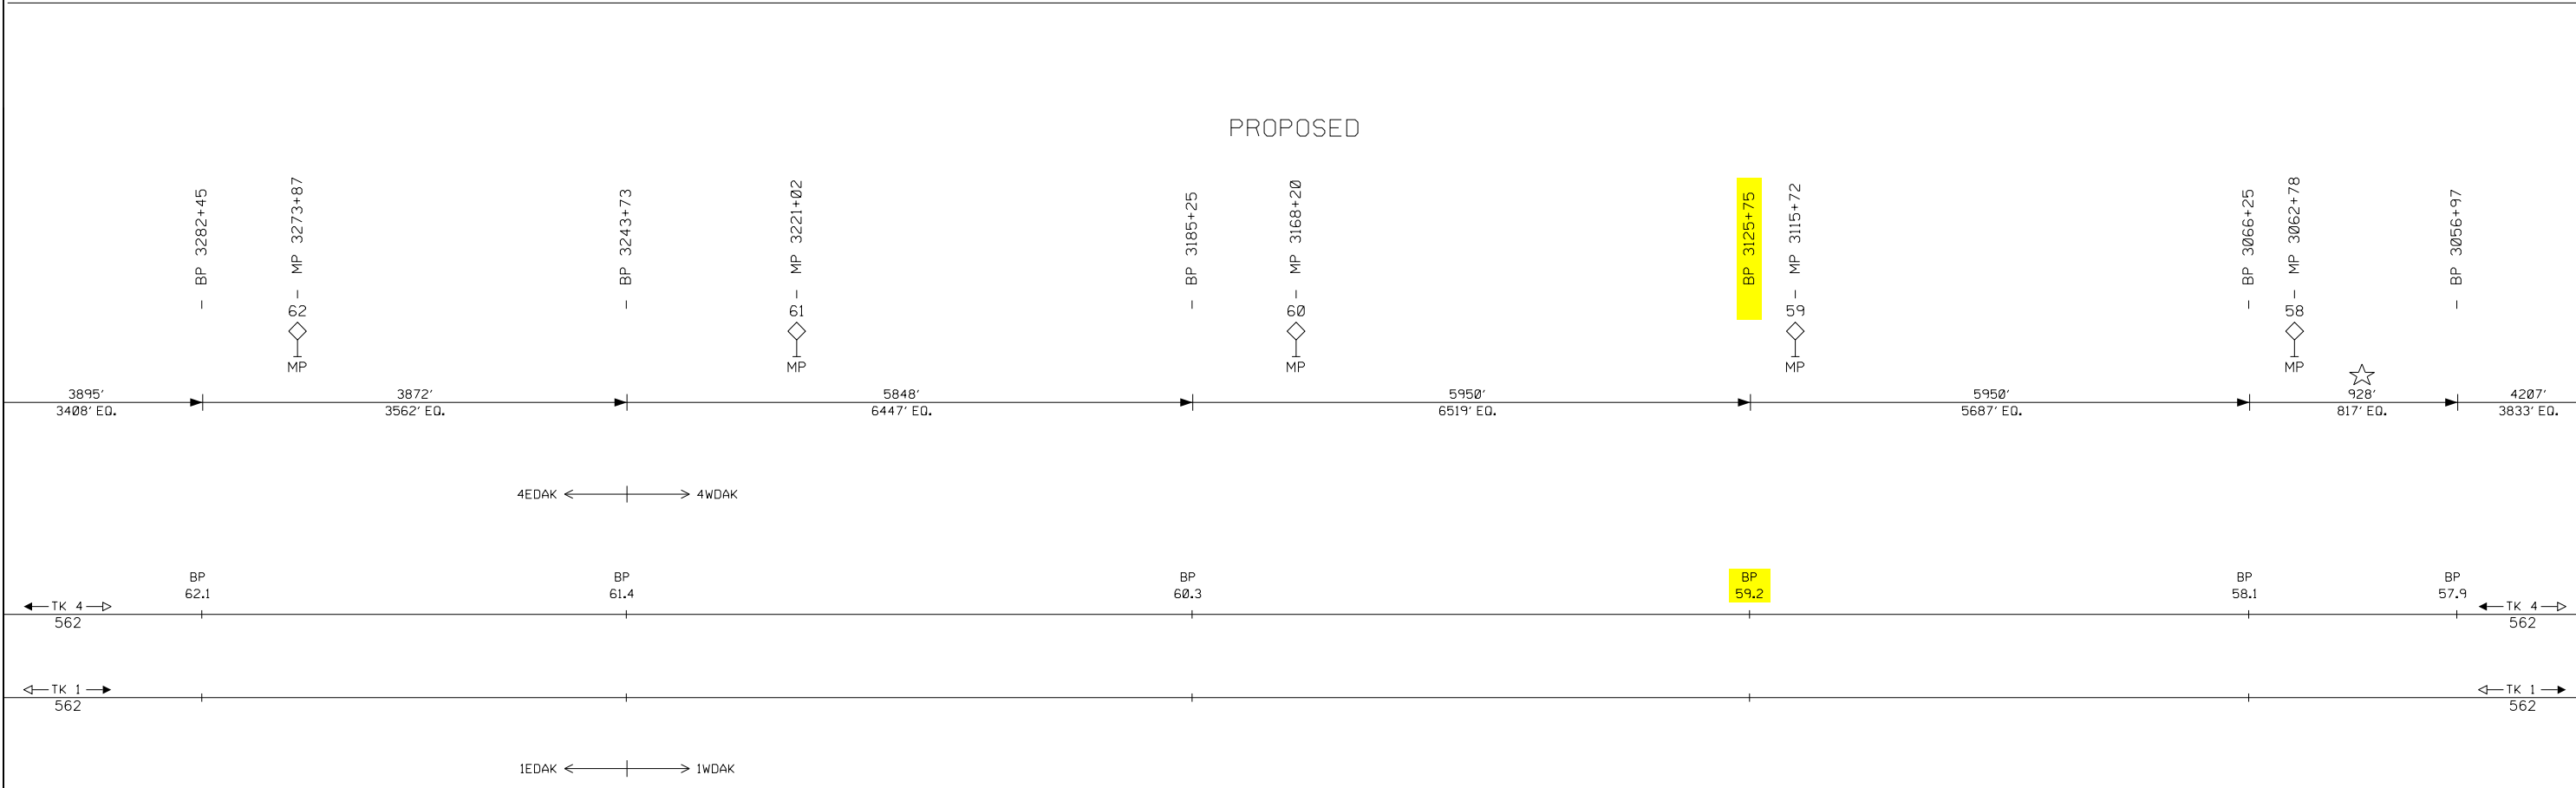 PROPOSED
BP 3282+45
MP 3273+87
BP 3243+73
MP 3221+02
BP 3185+25
MP 3168+20
BP 3125+75
MP 3115+72
BP 3066+25
MP 3062+78
BP 3056+97
62
61
60
59
58
MP
MP
MP
MP
MP
3895' 3872' 5848' 5950' 5950' 928' 4207'
3408' EQ. 3562' EQ. 6447' EQ. 6519' EQ. 5687' EQ. 817' EQ. 3833' EQ.
4EDAK 4WDAK
BP BP BP BP BP BP
62.1 61.4 60.3 59.2 58.1 57.9
TK 4 TK 4
562 562
TK 1 TK 1
562 562
1EDAK 1WDAK